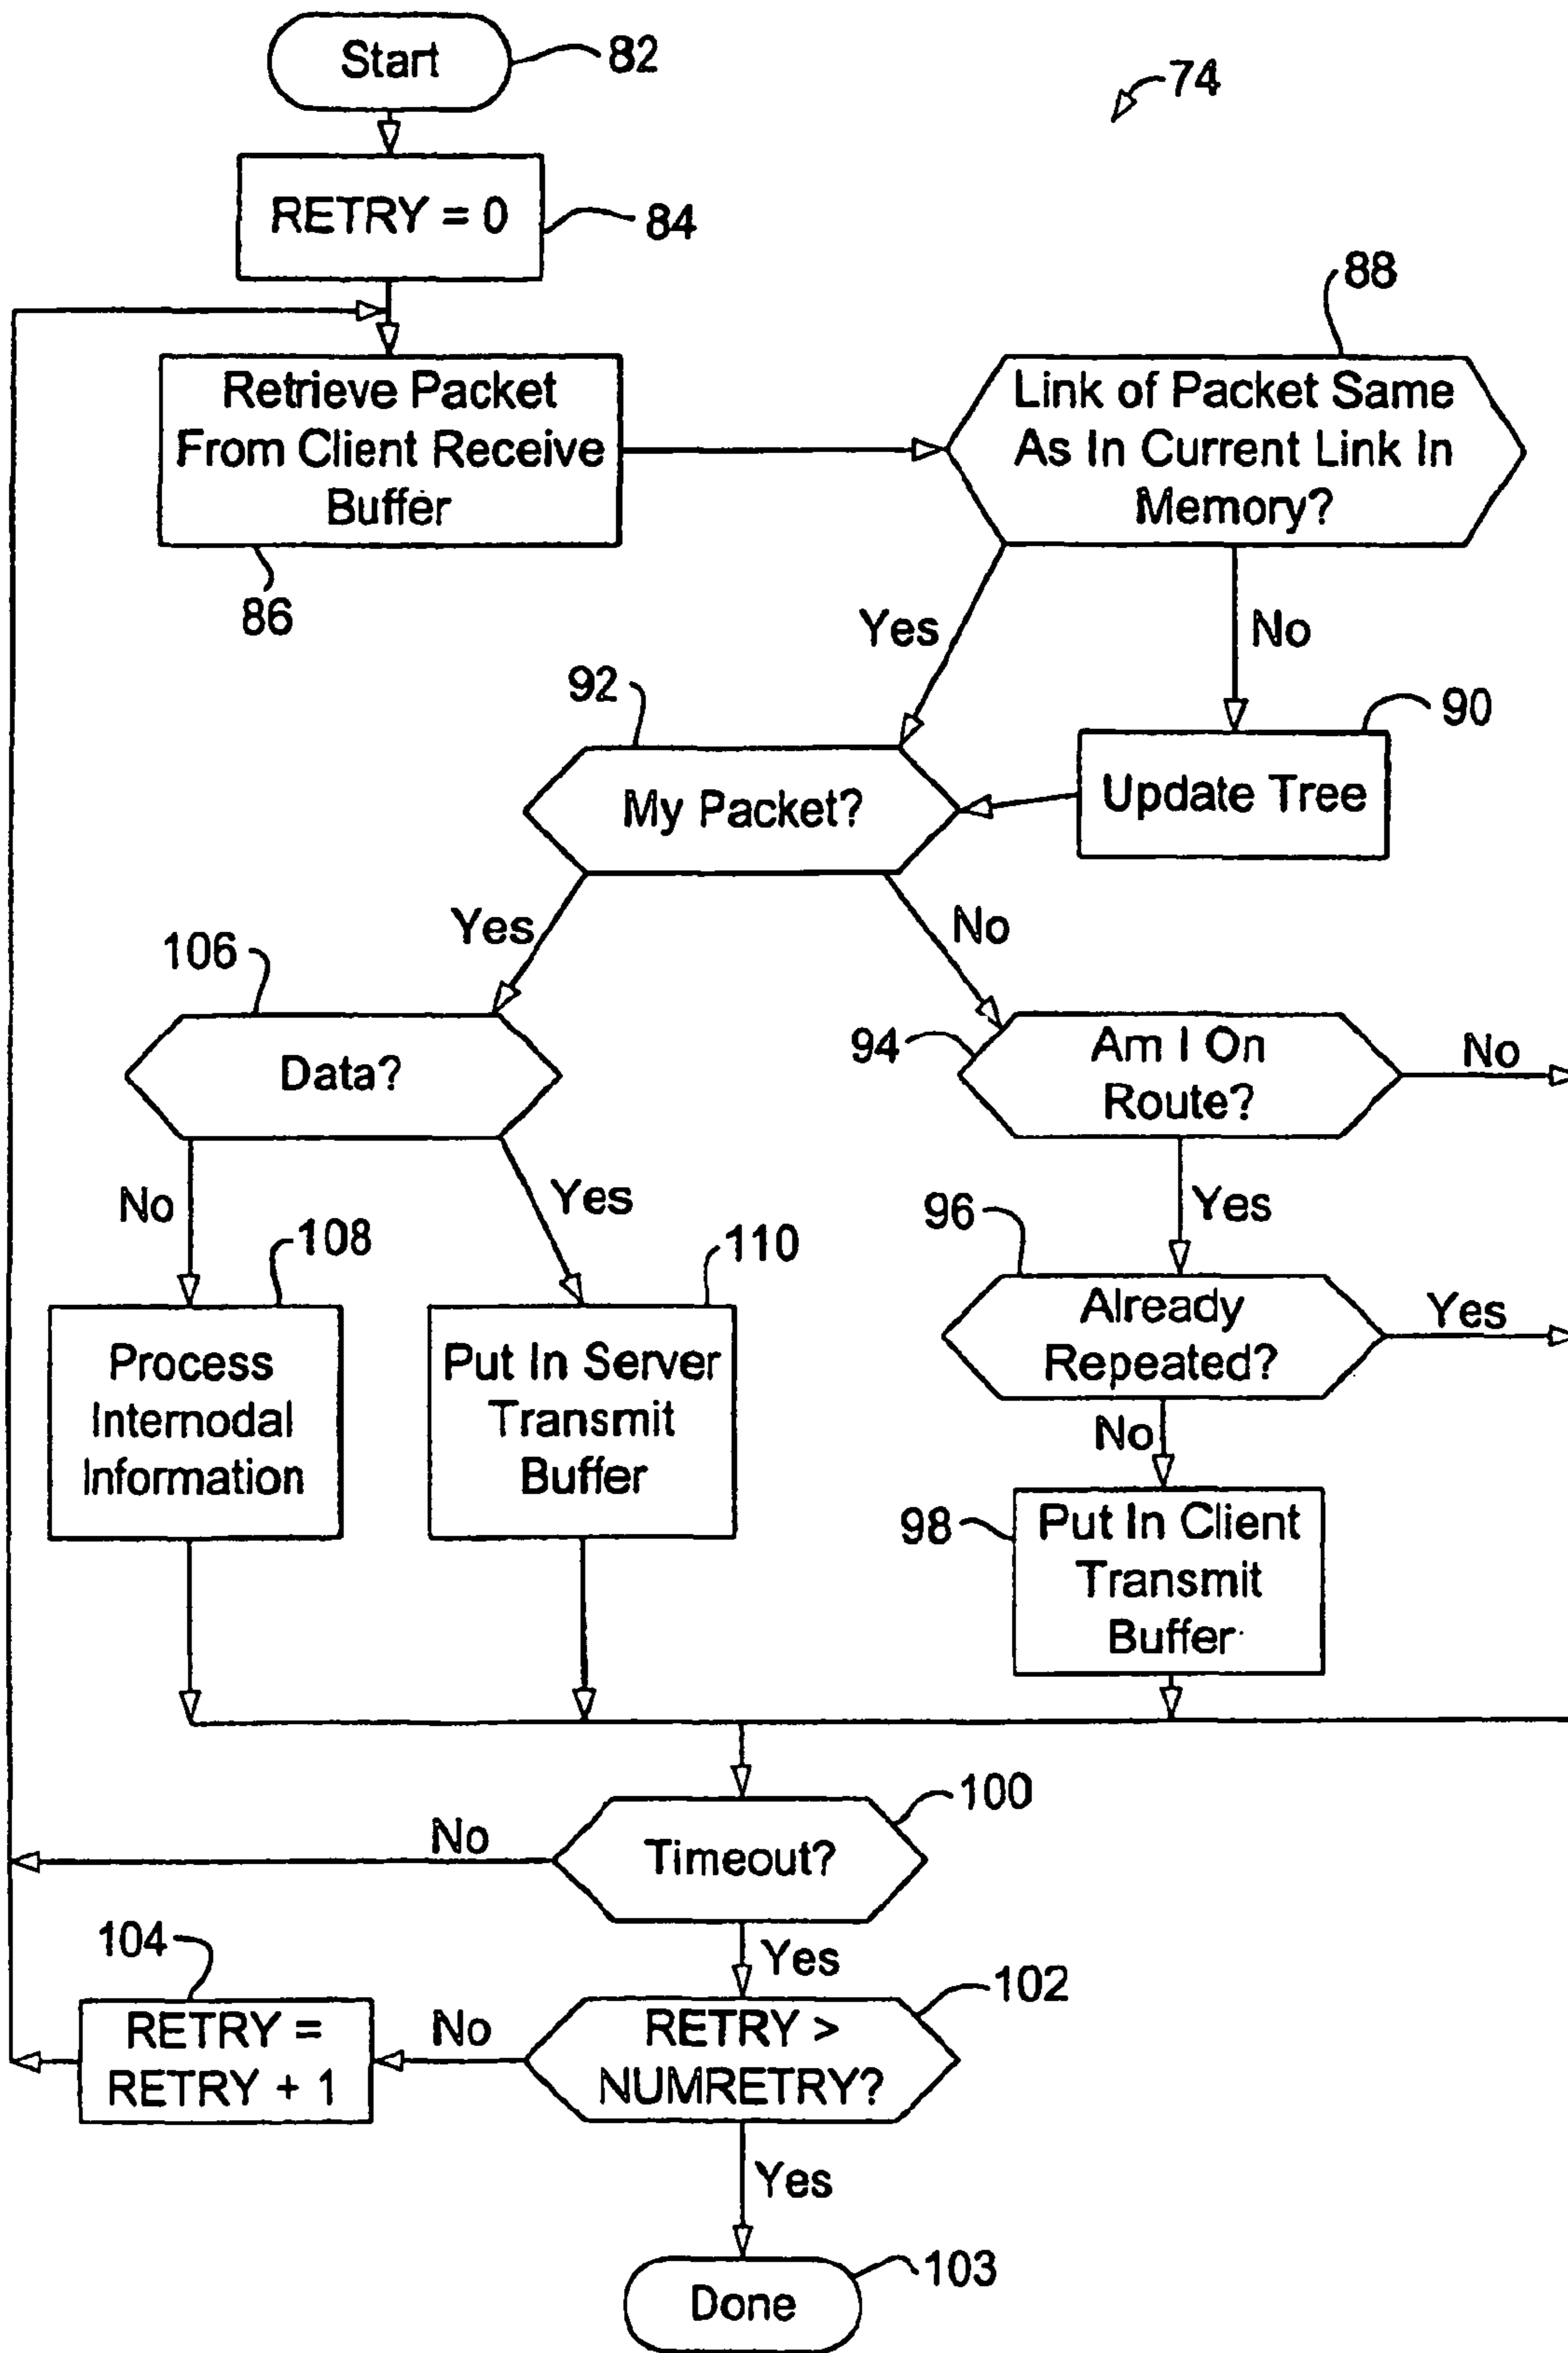 Start
82
74
RETRY = 0
84
88
Retrieve Packet
From Client Receive
Buffer
86
Link of Packet Same
As In Current Link In
Memory?
Yes
No
92
90
My Packet?
Update Tree
Yes
No
106
94
Data?
Am I On
Route?
No
No
Yes
Yes
96
108
110
Already
Repeated?
Yes
Process
Internodal
Information
Put In Server
Transmit
Buffer
No
98
Put In Client
Transmit
Buffer
100
No
Timeout?
104
Yes
102
RETRY =
RETRY + 1
No
RETRY >
NUMRETRY?
Yes
103
Done